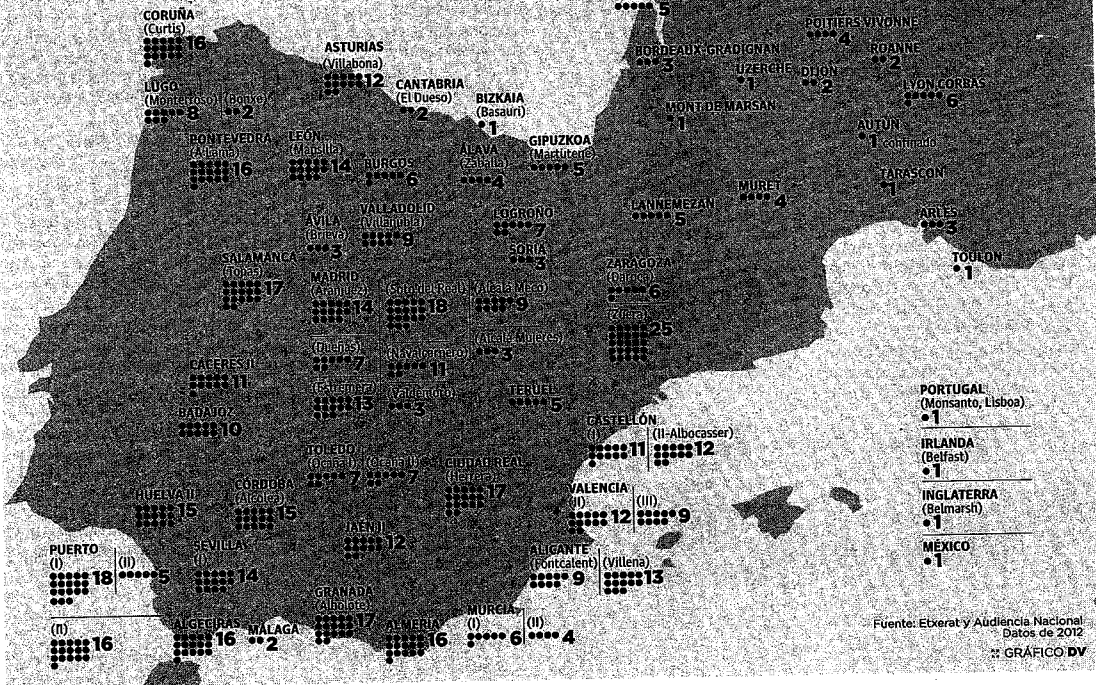 5
CORUÑA
(Curtis)
16
ASTURIAS
(Villabona)
12
CANTABRIA
(El Dueso)
2
BIZKAIA
(Basauri)
1
GIPUZKOA
(Martutene)
5
LUGO
(Monterroso) (Bonxe)
8 2
PONTEVEDRA
(A Lama)
16
LEÓN
(Mansilla)
14
BURGOS
6
ÁLAVA
(Zaballa)
4
BORDEAUX-GRADIGNAN
3
POITIERS VIVONNE
4
ROANNE
2
UZERCHE
1
DIJON
2
LYON CORBAS
6
MONT DE MARSAN
1
AUTUN
1 confinado
TARASCON
1
MURET
4
LANNEMEZAN
5
ARLES
3
TOULON
1
ÁVILA
(Brieva)
3
VALLADOLID
(Villanubla)
9
LOGROÑO
7
SORIA
3
SALAMANCA
(Topas)
17
MADRID
(Aranjuez) (Soto del Real) (Alcalá Meco)
14 18 9
ZARAGOZA
(Daroca)
6
(Zuera)
25
(Dueñas) (Navalcarnero) (Alcalá Mujeres)
7 11 3
CÁCERES II
11
(Estremera) (Valdemoro)
13 3
TERUEL
5
BADAJOZ
10
CASTELLÓN
(I) (II-Albocasser)
11 12
TOLEDO
(Ocaña I) (Ocaña II)
7 7
CIUDAD REAL
(Herrera)
17
HUELVA II
15
CÓRDOBA
(Alcolea)
15
VALENCIA
(II) (III)
12 9
JAÉN II
12
PUERTO
(I) (II)
18 5
(III)
16
SEVILLA
14
ALICANTE
(Fontcalent) (Villena)
9 13
GRANADA
(Albolote)
17
ALGECIRAS
16
MÁLAGA
2
ALMERÍA
16
MURCIA
(I) (II)
6 4
PORTUGAL
(Monsanto, Lisboa)
1
IRLANDA
(Belfast)
1
INGLATERRA
(Belmarsh)
1
MÉXICO
1
Fuente: Etxerat y Audiencia Nacional
Datos de 2012
GRÁFICO DV